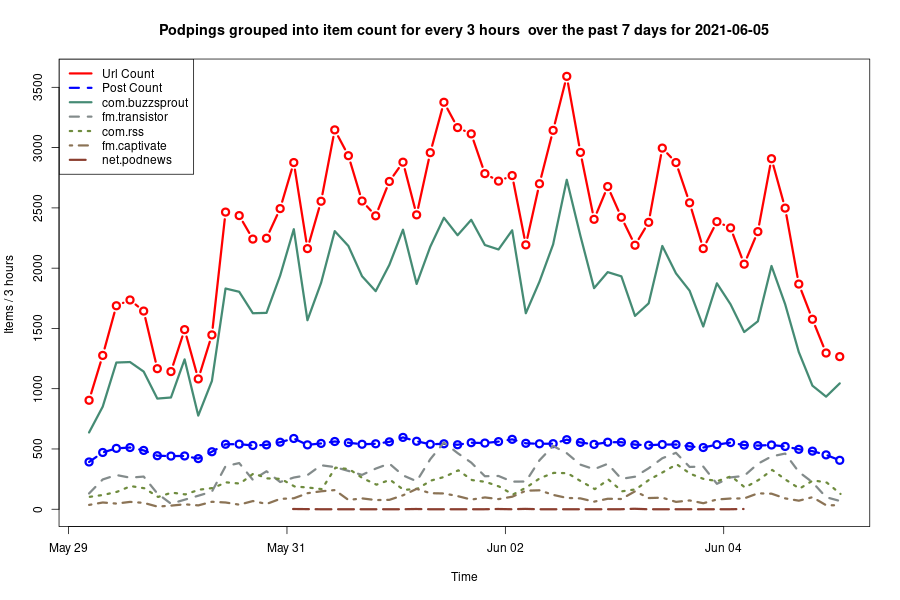 Podpings grouped into item count for every 3 hours  over the past 7 days for 2021-06-05
Url Count
Post Count
com.buzzsprout
fm.transistor
com.rss
fm.captivate
net.podnews
3500
3000
2500
2000
1500
1000
500
0
Items / 3 hours
May 29
May 31
Jun 02
Jun 04
Time